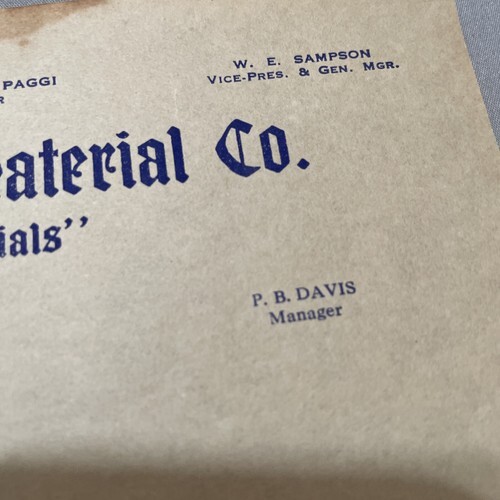 PAGGI
W. E. SAMPSON
VICE-PRES. & GEN. MGR.
aterial Co.
ials”
P. B. DAVIS
Manager